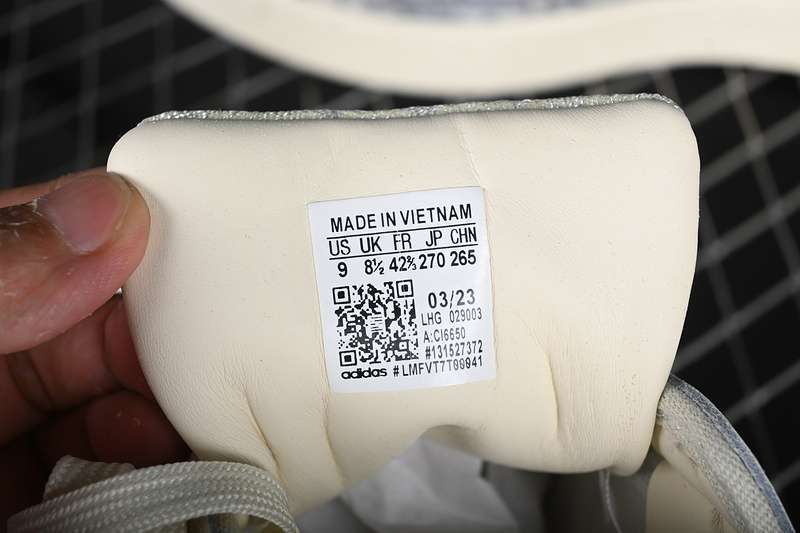 MADE IN VIETNAM
US UK FR JP CHN
9 8½ 42⅔ 270 265
03/23
LHG 029003
A:CI6650
#131527372
adidas #LMFVT7T00041